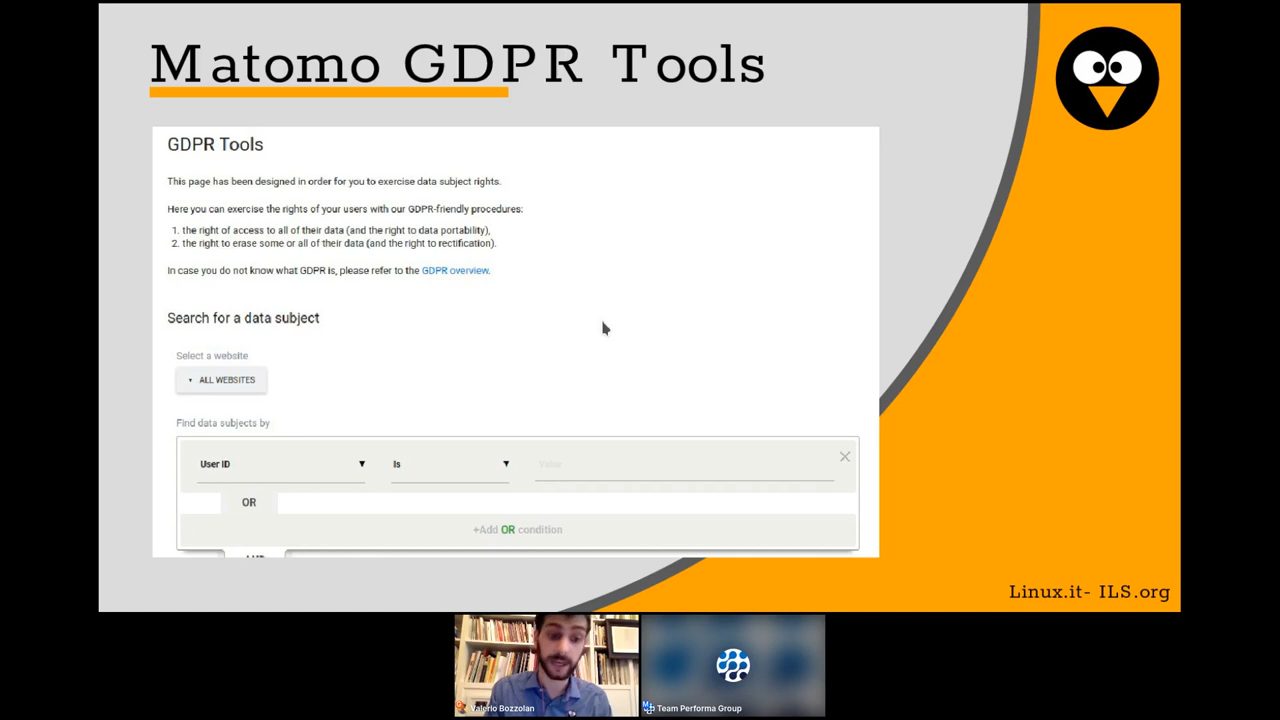 Matomo GDPR Tools
GDPR Tools
This page has been designed in order for you to exercise data subject rights.
Here you can exercise the rights of your users with our GDPR-friendly procedures:
1. the right of access to all of their data (and the right to data portability),
2. the right to erase some or all of their data (and the right to rectification).
In case you do not know what GDPR is, please refer to the GDPR overview.
Search for a data subject
Select a website
ALL WEBSITES
Find data subjects by
User ID Is Value
OR
+Add OR condition
AND
Linux.it- ILS.org
Valerio Bozzolan
Team Performa Group